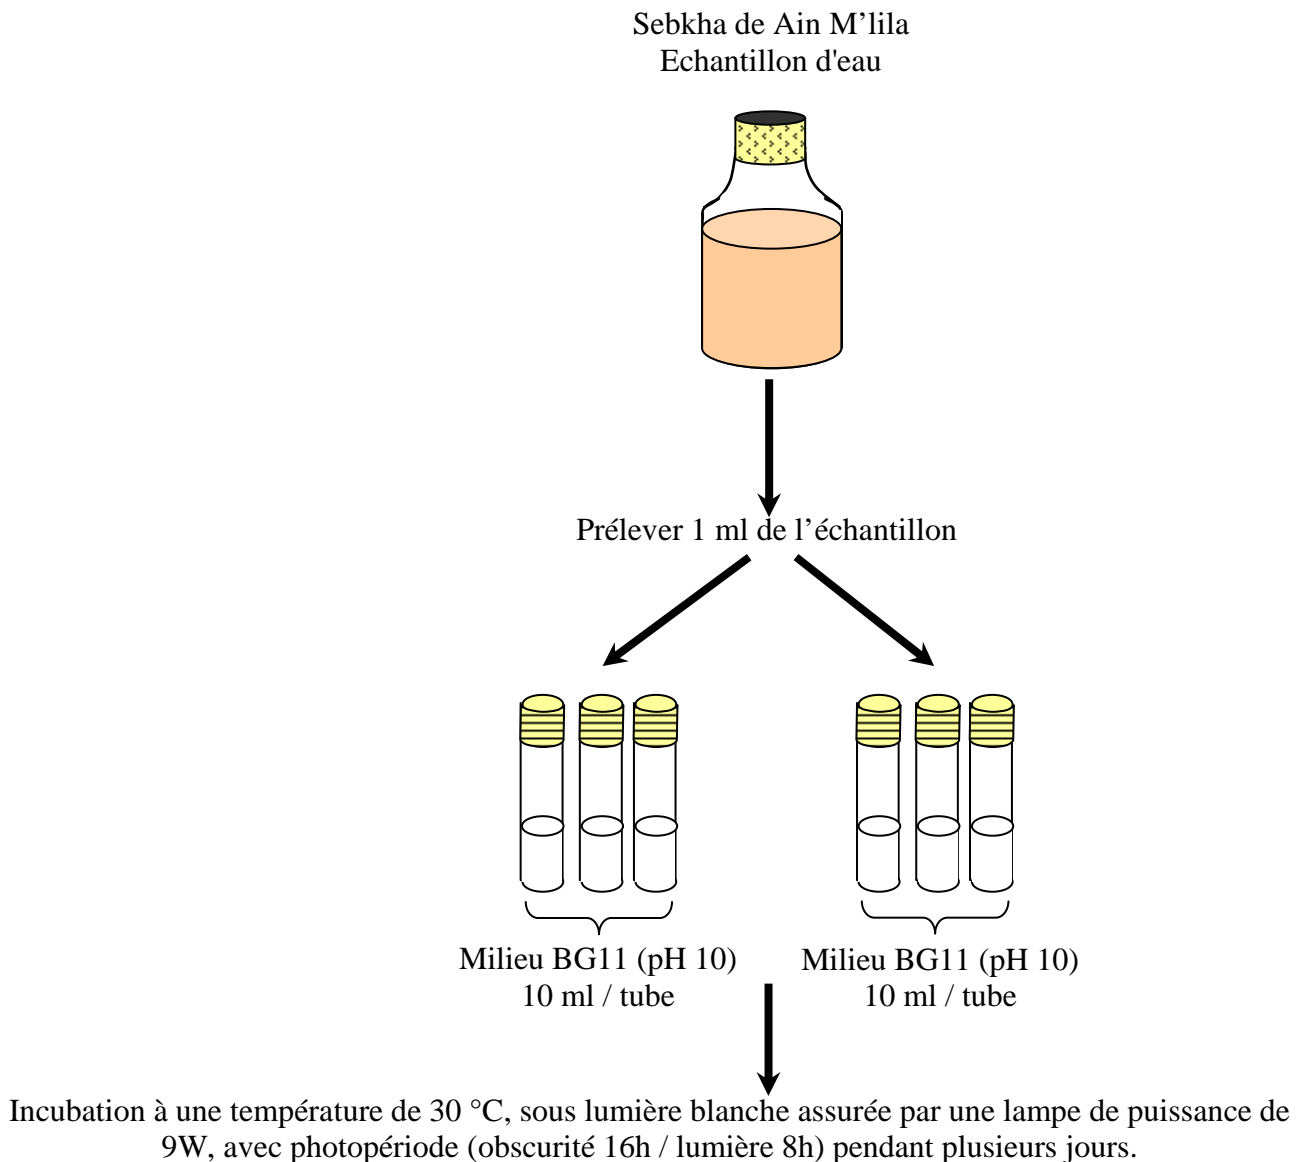 Sebkha de Ain M’lila
Echantillon d'eau
Prélever 1 ml de l’échantillon
Milieu BG11 (pH 10)
10 ml / tube
Milieu BG11 (pH 10)
10 ml / tube
Incubation à une température de 30 °C, sous lumière blanche assurée par une lampe de puissance de
9W, avec photopériode (obscurité 16h / lumière 8h) pendant plusieurs jours.